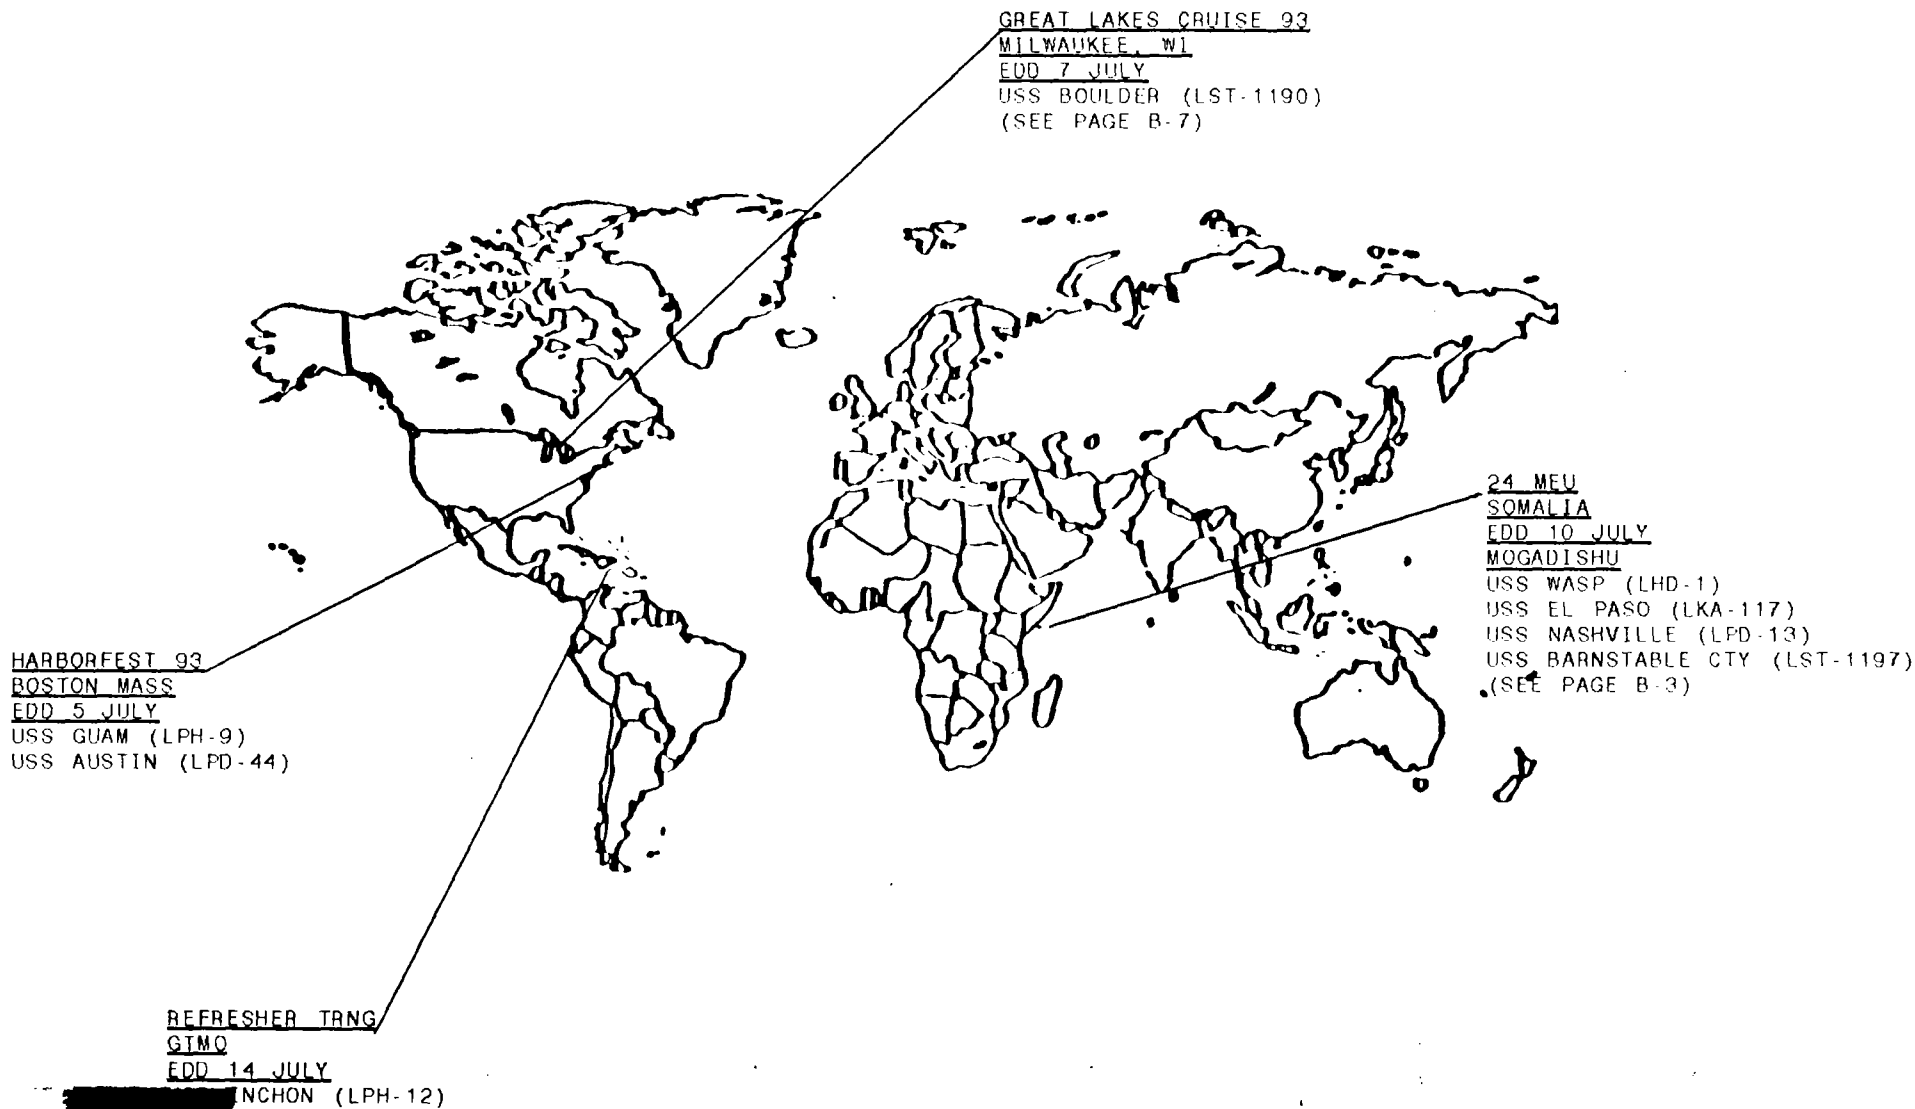 GREAT LAKES CRUISE 93
MILWAUKEE, WI
EDD 7 JULY
USS BOULDER (LST-1190)
(SEE PAGE B-7)
24 MEU
SOMALIA
EDD 10 JULY
MOGADISHU
USS WASP (LHD-1)
USS EL PASO (LKA-117)
USS NASHVILLE (LPD-13)
USS BARNSTABLE CTY (LST-1197)
(SEE PAGE B-3)
HARBORFEST 93
BOSTON MASS
EDD 5 JULY
USS GUAM (LPH-9)
USS AUSTIN (LPD-44)
REFRESHER TRNG
GTMO
EDD 14 JULY
INCHON (LPH-12)